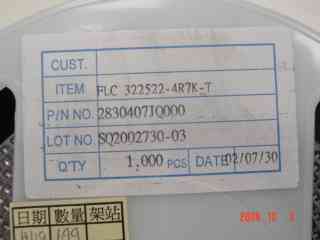 CUST.
ITEM FLC 322522-4R7K-T
P/N NO. 2830407JQ000
LOT NO. SQ2002730-03
Q'TY 1,000 PCS DATE 02/07/30
日期 數量 架站